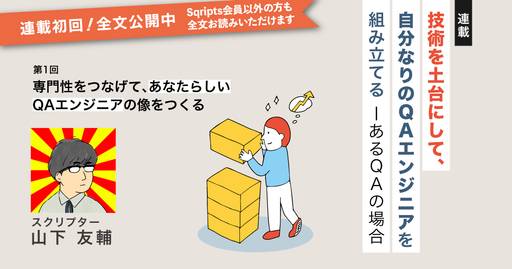 連載初回！全文公開中
Sqripts会員以外の方も
全文お読みいただけます
連載
技術を土台にして、
自分なりのQAエンジニアを
組み立てる ーあるQAの場合
第1回
専門性をつなげて、あなたらしい
QAエンジニアの像をつくる
スクリプター
山下 友輔